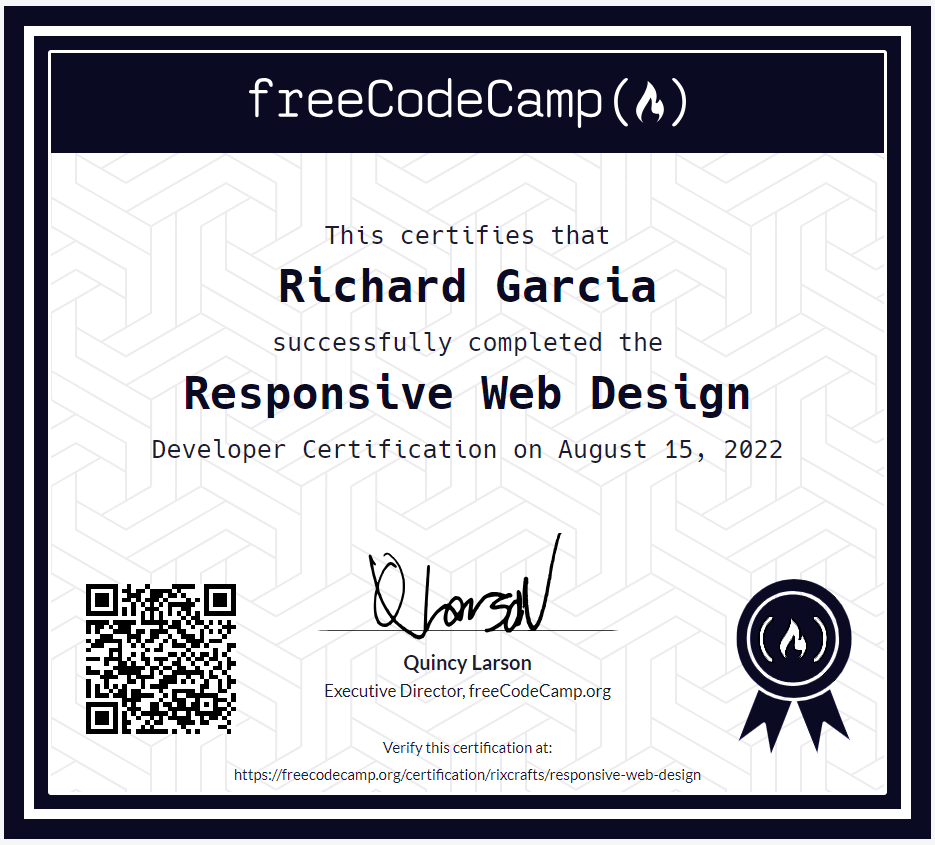 freeCodeCamp
This certifies that
Richard Garcia
successfully completed the
Responsive Web Design
Developer Certification on August 15, 2022
Q Larson
Quincy Larson
Executive Director, freeCodeCamp.org
Verify this certification at:
https://freecodecamp.org/certification/rixcrafts/responsive-web-design